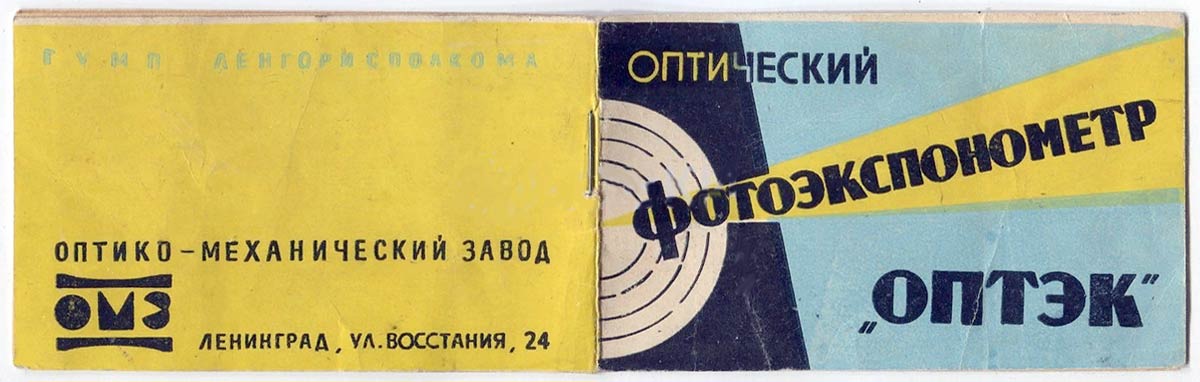 ГУМП ЛЕНГОРИСПОЛКОМА
ОПТИКО-МЕХАНИЧЕСКИЙ ЗАВОД
ОМЗ
ЛЕНИНГРАД, УЛ. ВОССТАНИЯ, 24
ОПТИЧЕСКИЙ
ФОТОЭКСПОНОМЕТР
„ОПТЭК“